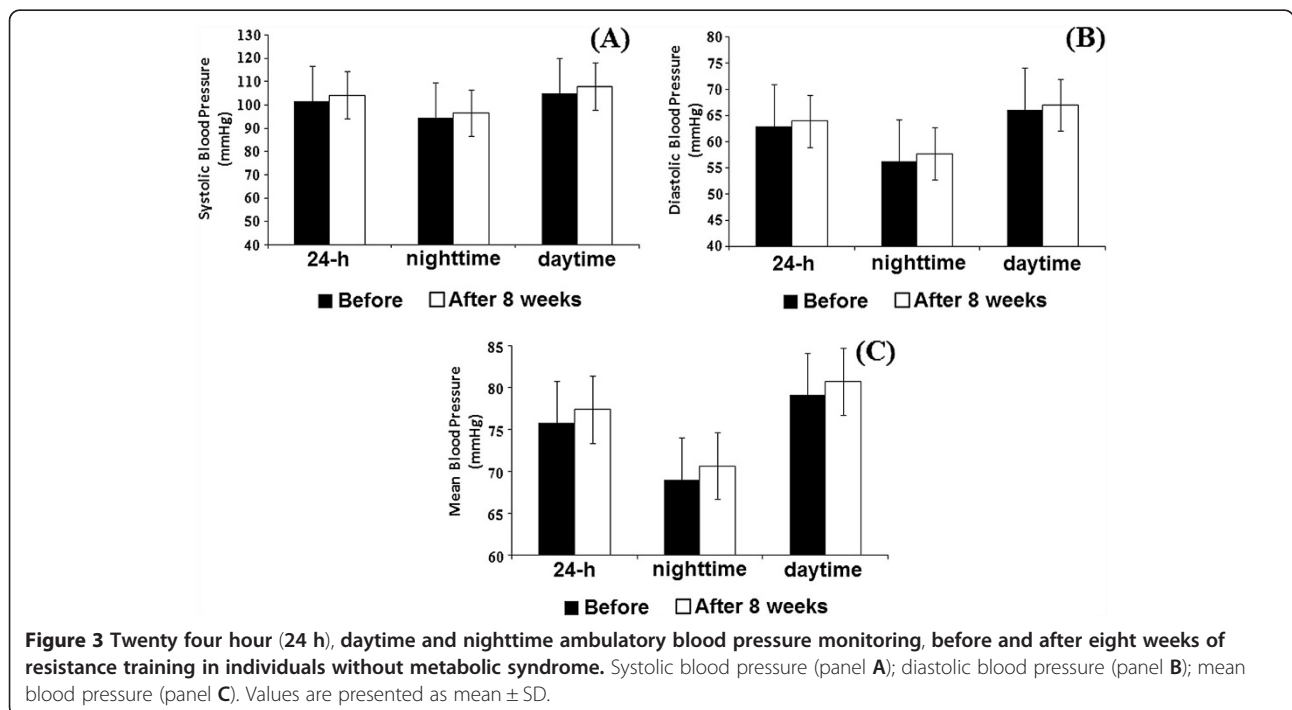 (A)
Systolic Blood Pressure
(mmHg)
130
120
110
100
90
80
70
60
50
40
24-h nighttime daytime
Before After 8 weeks
(B)
Diastolic Blood Pressure
(mmHg)
80
75
70
65
60
55
50
45
40
24-h nighttime daytime
Before After 8 weeks
(C)
Mean Blood Pressure
(mmHg)
85
80
75
70
65
60
24-h nighttime daytime
Before After 8 weeks
Figure 3 Twenty four hour (24 h), daytime and nighttime ambulatory blood pressure monitoring, before and after eight weeks of
resistance training in individuals without metabolic syndrome. Systolic blood pressure (panel A); diastolic blood pressure (panel B); mean
blood pressure (panel C). Values are presented as mean ± SD.